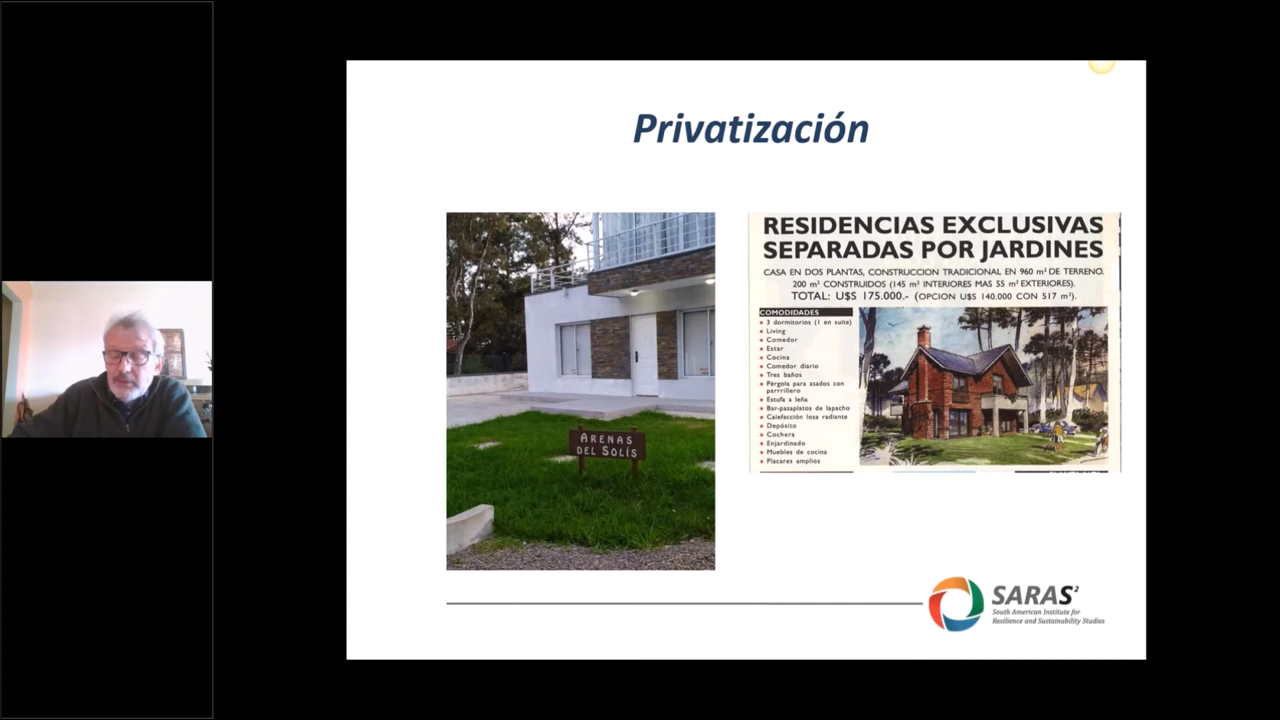 Privatización
ARENAS
DEL SOLÍS
RESIDENCIAS EXCLUSIVAS
SEPARADAS POR JARDINES
CASA EN DOS PLANTAS, CONSTRUCCION TRADICIONAL EN 960 m² DE TERRENO.
200 m² CONSTRUIDOS (145 m² INTERIORES MAS 55 m² EXTERIORES).
TOTAL: U$S 175.000.- (OPCION U$S 140.000 CON 517 m²).
COMODIDADES
• 3 dormitorios (1 en suite)
• Living
• Comedor
• Estar
• Cocina
• Comedor diario
• Tres baños
• Pérgola para asados con
parrrillero
• Estufa a leña
• Bar-pasaplatos de lapacho
• Calefacción losa radiante
• Depósito
• Cochera
• Enjardinado
• Muebles de cocina
• Placares amplios
SARAS²
South American Institute for
Resilience and Sustainability Studies